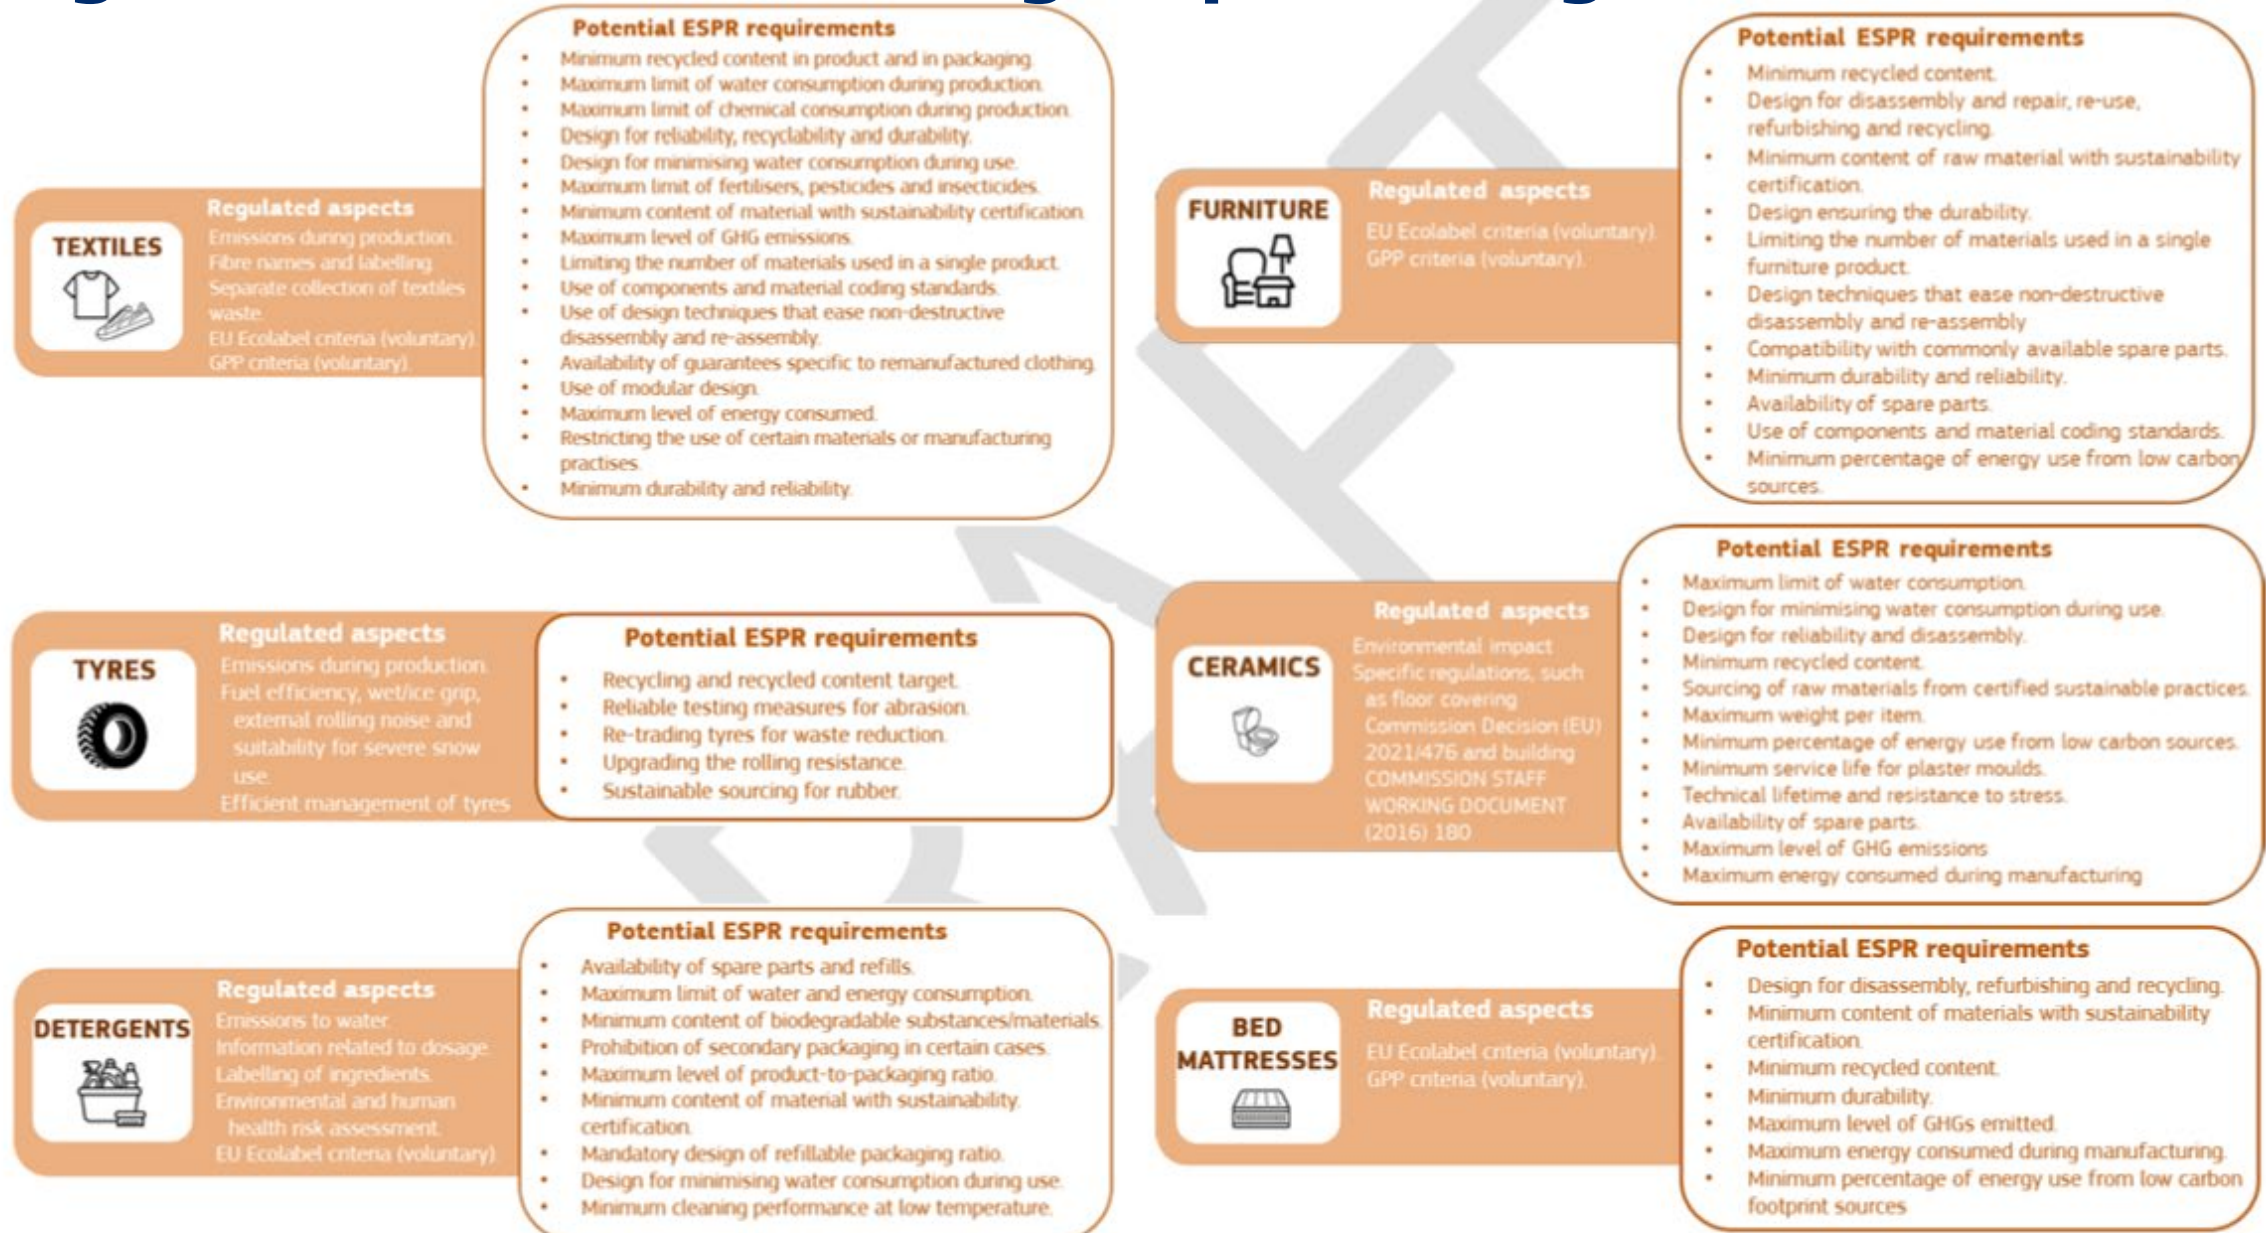 Potential ESPR requirements
• Minimum recycled content in product and in packaging.
• Maximum limit of water consumption during production.
• Maximum limit of chemical consumption during production.
• Design for reliability, recyclability and durability.
• Design for minimising water consumption during use.
• Maximum limit of fertilisers, pesticides and insecticides.
• Minimum content of material with sustainability certification
• Maximum level of GHG emissions.
• Limiting the number of materials used in a single product.
• Use of components and material coding standards.
• Use of design techniques that ease non-destructive
disassembly and re-assembly.
• Availability of guarantees specific to remanufactured clothing.
• Use of modular design.
• Maximum level of energy consumed.
• Restricting the use of certain materials or manufacturing
practises.
• Minimum durability and reliability.
TEXTILES
Regulated aspects
Emissions during production.
Fibre names and labelling
Separate collection of textiles
waste.
EU Ecolabel criteria (voluntary).
GPP criteria (voluntary).
Potential ESPR requirements
• Minimum recycled content.
• Design for disassembly and repair, re-use,
refurbishing and recycling.
• Minimum content of raw material with sustainability
certification.
• Design ensuring the durability.
• Limiting the number of materials used in a single
furniture product.
• Design techniques that ease non-destructive
disassembly and re-assembly
• Compatibility with commonly available spare parts.
• Minimum durability and reliability.
• Availability of spare parts.
• Use of components and material coding standards.
• Minimum percentage of energy use from low carbon
sources.
FURNITURE
Regulated aspects
EU Ecolabel criteria (voluntary).
GPP criteria (voluntary).
TYRES
Regulated aspects
Emissions during production.
Fuel efficiency, wet/ice grip,
external rolling noise and
suitability for severe snow
use.
Efficient management of tyres
Potential ESPR requirements
• Recycling and recycled content target.
• Reliable testing measures for abrasion.
• Re-trading tyres for waste reduction.
• Upgrading the rolling resistance.
• Sustainable sourcing for rubber.
CERAMICS
Regulated aspects
Environmental impact
Specific regulations, such
as floor covering
Commission Decision (EU)
2021/476 and building
COMMISSION STAFF
WORKING DOCUMENT
(2016) 180
Potential ESPR requirements
• Maximum limit of water consumption.
• Design for minimising water consumption during use.
• Design for reliability and disassembly.
• Minimum recycled content.
• Sourcing of raw materials from certified sustainable practices.
• Maximum weight per item.
• Minimum percentage of energy use from low carbon sources.
• Minimum service life for plaster moulds.
• Technical lifetime and resistance to stress.
• Availability of spare parts.
• Maximum level of GHG emissions
• Maximum energy consumed during manufacturing
DETERGENTS
Regulated aspects
Emissions to water.
Information related to dosage.
Labelling of ingredients.
Environmental and human
health risk assessment.
EU Ecolabel criteria (voluntary)
Potential ESPR requirements
• Availability of spare parts and refills.
• Maximum limit of water and energy consumption.
• Minimum content of biodegradable substances/materials.
• Prohibition of secondary packaging in certain cases.
• Maximum level of product-to-packaging ratio.
• Minimum content of material with sustainability.
certification.
• Mandatory design of refillable packaging ratio.
• Design for minimising water consumption during use.
• Minimum cleaning performance at low temperature.
BED
MATTRESSES
Regulated aspects
EU Ecolabel criteria (voluntary).
GPP criteria (voluntary).
Potential ESPR requirements
• Design for disassembly, refurbishing and recycling.
• Minimum content of materials with sustainability
certification.
• Minimum recycled content.
• Minimum durability.
• Maximum level of GHGs emitted.
• Maximum energy consumed during manufacturing.
• Minimum percentage of energy use from low carbon
footprint sources